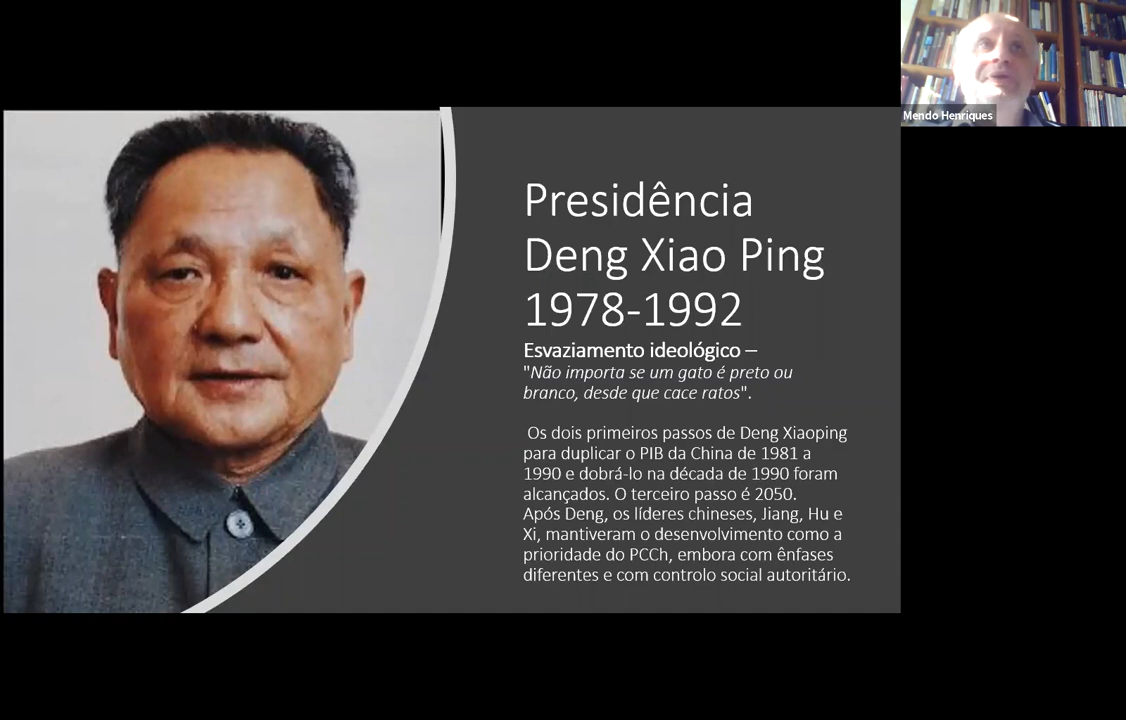 Mendo Henriques
Presidência
Deng Xiao Ping
1978-1992
Esvaziamento ideológico –
"Não importa se um gato é preto ou
branco, desde que cace ratos".
Os dois primeiros passos de Deng Xiaoping
para duplicar o PIB da China de 1981 a
1990 e dobrá-lo na década de 1990 foram
alcançados. O terceiro passo é 2050.
Após Deng, os líderes chineses, Jiang, Hu e
Xi, mantiveram o desenvolvimento como a
prioridade do PCCh, embora com ênfases
diferentes e com controlo social autoritário.